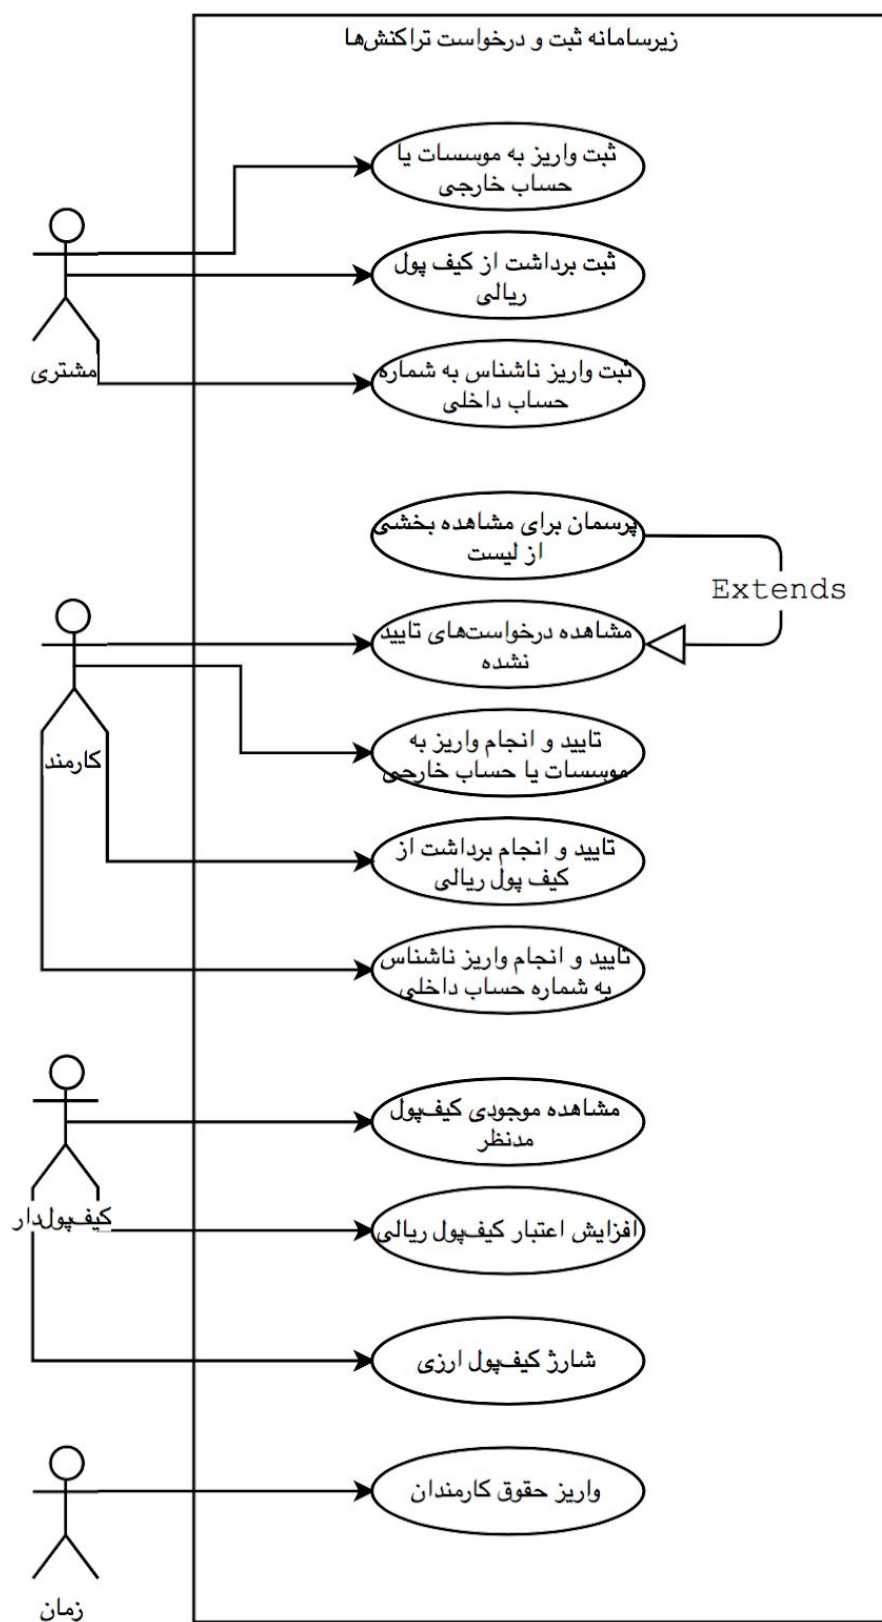 زیرسامانه ثبت و درخواست تراکنش‌ها
ثبت واریز به موسسات یا
حساب خارجی
ثبت برداشت از کیف پول
ریالی
ثبت واریز ناشناس به شماره
حساب داخلی
مشتری
پرسمان برای مشاهده بخشی
از لیست
Extends
مشاهده درخواست‌های تایید
نشده
تایید و انجام واریز به
موسسات یا حساب خارجی
کارمند
تایید و انجام برداشت از
کیف پول ریالی
تایید و انجام واریز ناشناس
به شماره حساب داخلی
مشاهده موجودی کیف‌پول
مدنظر
کیف‌پولدار
افزایش اعتبار کیف‌پول ریالی
شارژ کیف‌پول ارزی
واریز حقوق کارمندان
زمان